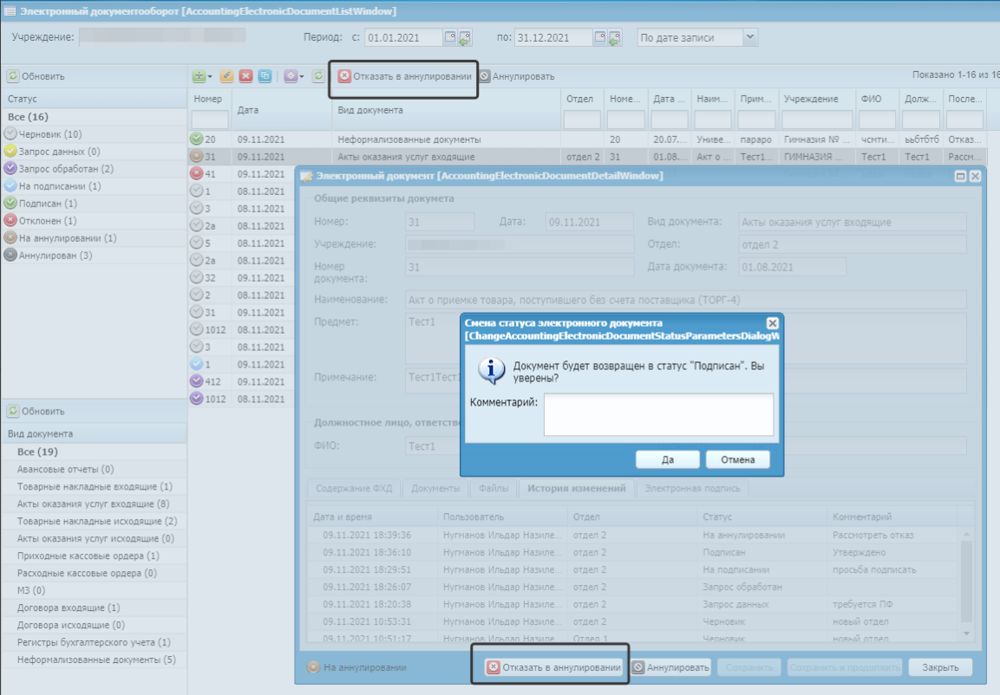 Электронный документооборот [AccountingElectronicDocumentListWindow]
Учреждение: Период: с: 01.01.2021 по: 31.12.2021 По дате записи
Обновить
Отказать в аннулировании Аннулировать Показано 1-16 из 16
Статус
Все (16)
Черновик (10)
Запрос данных (0)
Запрос обработан (2)
На подписании (1)
Подписан (1)
Отклонен (1)
На аннулировании (1)
Аннулирован (3)
Номер Дата Вид документа Отдел Номе... Дата ... Наим... Прим... Учреждение ФИО Долж... После...
20 09.11.2021 Неформализованные документы 20 20.07.... Униве... параро Гимназия № ... чсмти... ььбтбтб Отказ...
31 09.11.2021 Акты оказания услуг входящие отдел 2 31 01.08.... Акт о ... Тест1... ГИМНАЗИЯ ... Тест1 Тест1 Рассм...
41 09.11.2021
1 08.11.2021
3 08.11.2021
2а 08.11.2021
5 08.11.2021
2а 08.11.2021
32 09.11.2021
2 08.11.2021
31 09.11.2021
1012 08.11.2021
3 08.11.2021
1 09.11.2021
412 09.11.2021
1012 08.11.2021
Обновить
Вид документа
Все (19)
Авансовые отчеты (0)
Товарные накладные входящие (1)
Акты оказания услуг входящие (8)
Товарные накладные исходящие (2)
Акты оказания услуг исходящие (0)
Приходные кассовые ордера (1)
Расходные кассовые ордера (0)
МЗ (0)
Договора входящие (1)
Договора исходящие (0)
Регистры бухгалтерского учета (1)
Неформализованные документы (5)
Электронный документ [AccountingElectronicDocumentDetailWindow]
Общие реквизиты докумета
Номер: 31 Дата: 09.11.2021 Вид документа: Акты оказания услуг входящие
Учреждение: Отдел: отдел 2
Номер документа: 31 Дата документа: 01.08.2021
Наименование: Акт о приемке товара, поступившего без счета поставщика (ТОРГ-4)
Предмет: Тест1
Примечание: Тест1Тест1
Должностное лицо, ответстве
ФИО: Тест1
Смена статуса электронного документа
[ChangeAccountingElectronicDocumentStatusParametersDialogW
Документ будет возвращен в статус "Подписан". Вы
уверены?
Комментарий:
Да Отмена
Содержание ФХД Документы Файлы История изменений Электронная подпись
Дата и время Пользователь Отдел Статус Комментарий
09.11.2021 18:39:36 Нугманов Ильдар Назиле... отдел 2 На аннулировании Рассмотреть отказ
09.11.2021 18:36:10 Нугманов Ильдар Назиле... отдел 2 Подписан Утверждено
09.11.2021 18:29:51 Нугманов Ильдар Назиле... отдел 2 На подписании просьба подписать
09.11.2021 18:26:07 Нугманов Ильдар Назиле... отдел 2 Запрос обработан
09.11.2021 18:20:38 Нугманов Ильдар Назиле... отдел 2 Запрос данных требуется ПФ
09.11.2021 10:53:31 Нугманов Ильдар Назиле... отдел 2 Черновик новый отдел
09.11.2021 10:51:17 Нугманов Ильдар Назиле... Отдел 1 Черновик новый отдел
На аннулировании Отказать в аннулировании Аннулировать Сохранить Сохранить и продолжить Закрыть